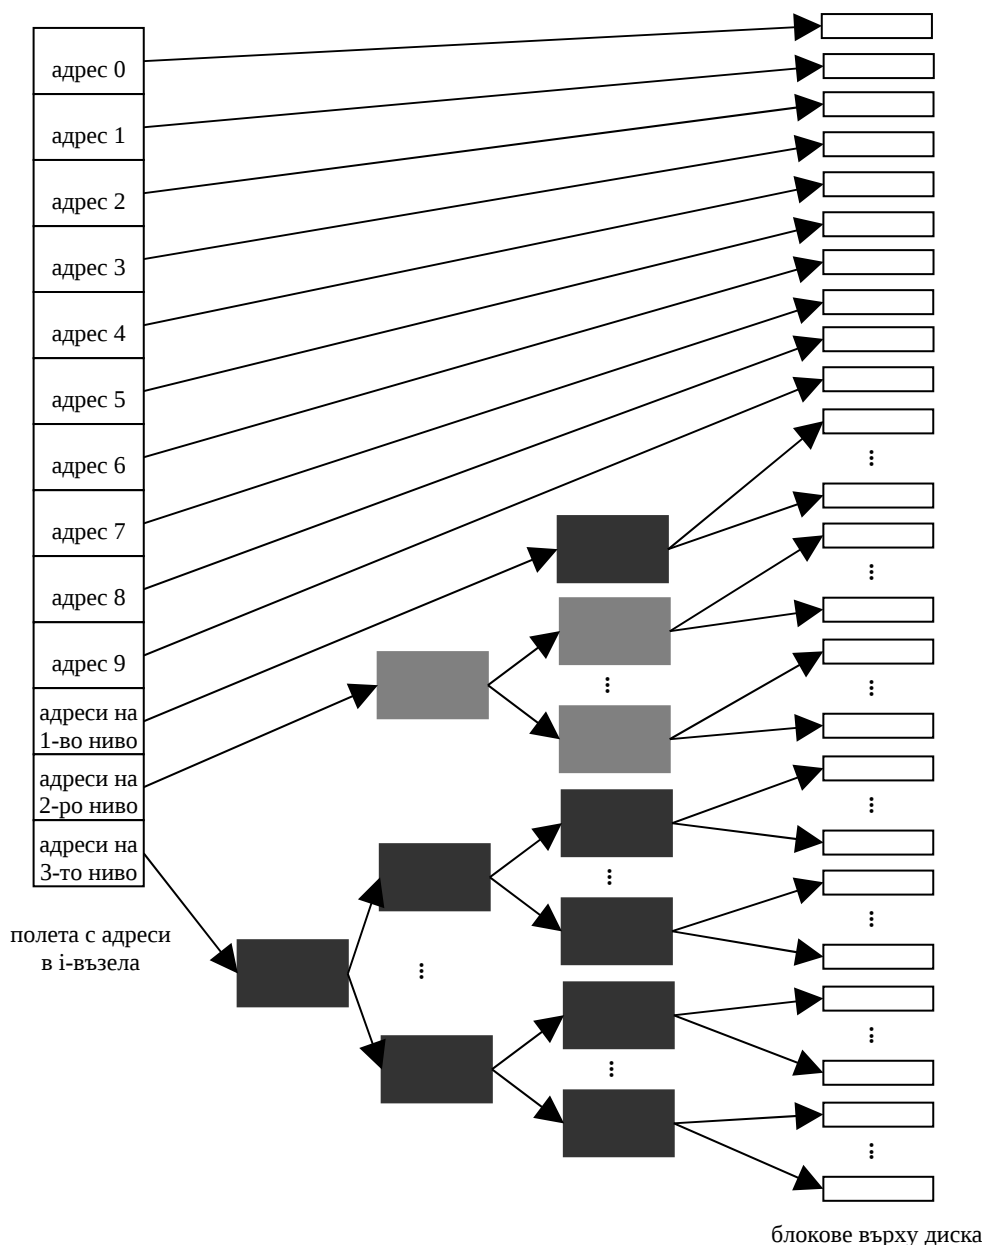 адрес 0
адрес 1
адрес 2
адрес 3
адрес 4
адрес 5
адрес 6
адрес 7
адрес 8
адрес 9
адреси на
1-во ниво
адреси на
2-ро ниво
адреси на
3-то ниво
полета с адреси
в i-възела
блокове върху диска